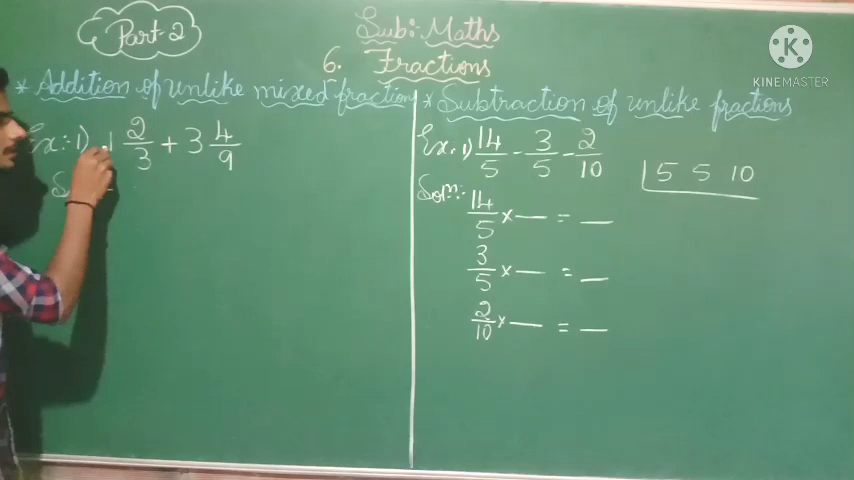 Part-2
Sub: Maths
6. Fractions
KINEMASTER
* Addition of unlike mixed fraction
Ex:-1) 1 2/3 + 3 4/9
* Subtraction of unlike fractions
Ex. 1) 14/5 - 3/5 - 2/10
5 5 10
Som:-
14/5 × — = —
3/5 × — = —
2/10 × — = —